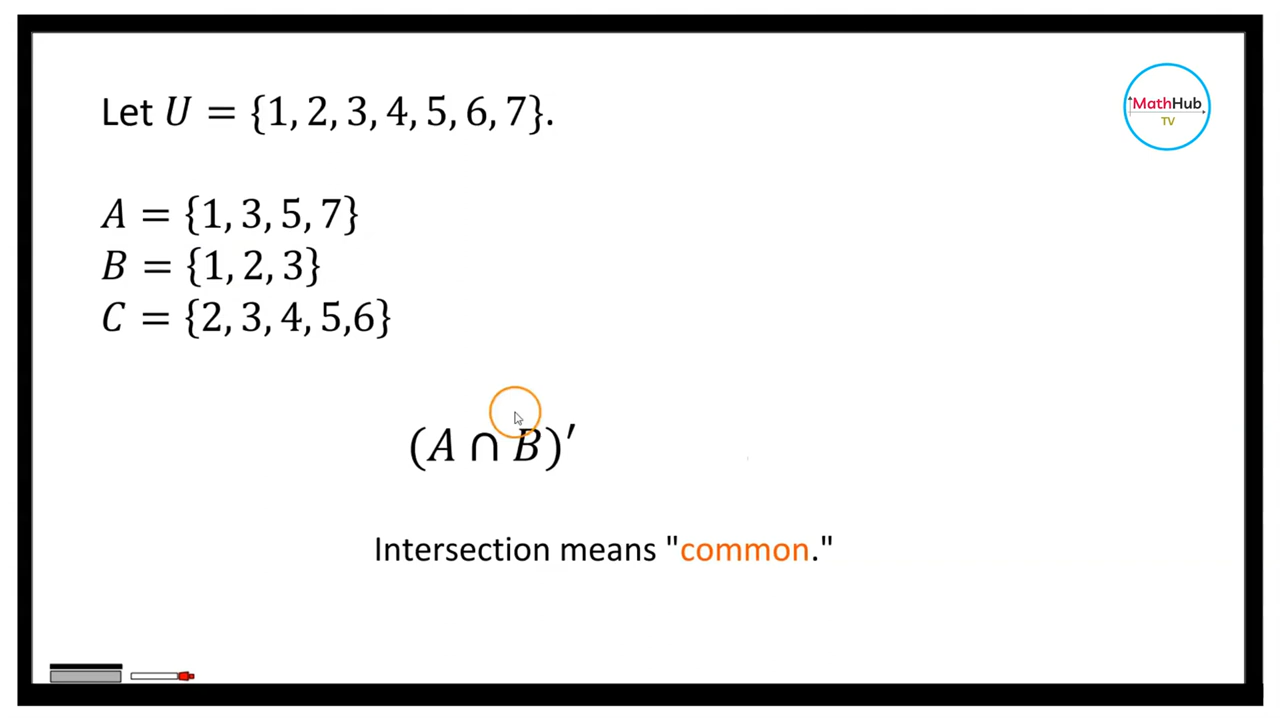 Let U = {1, 2, 3, 4, 5, 6, 7}.
MathHub
TV
A = {1, 3, 5, 7}
B = {1, 2, 3}
C = {2, 3, 4, 5,6}
(A ∩ B)′
Intersection means "common."